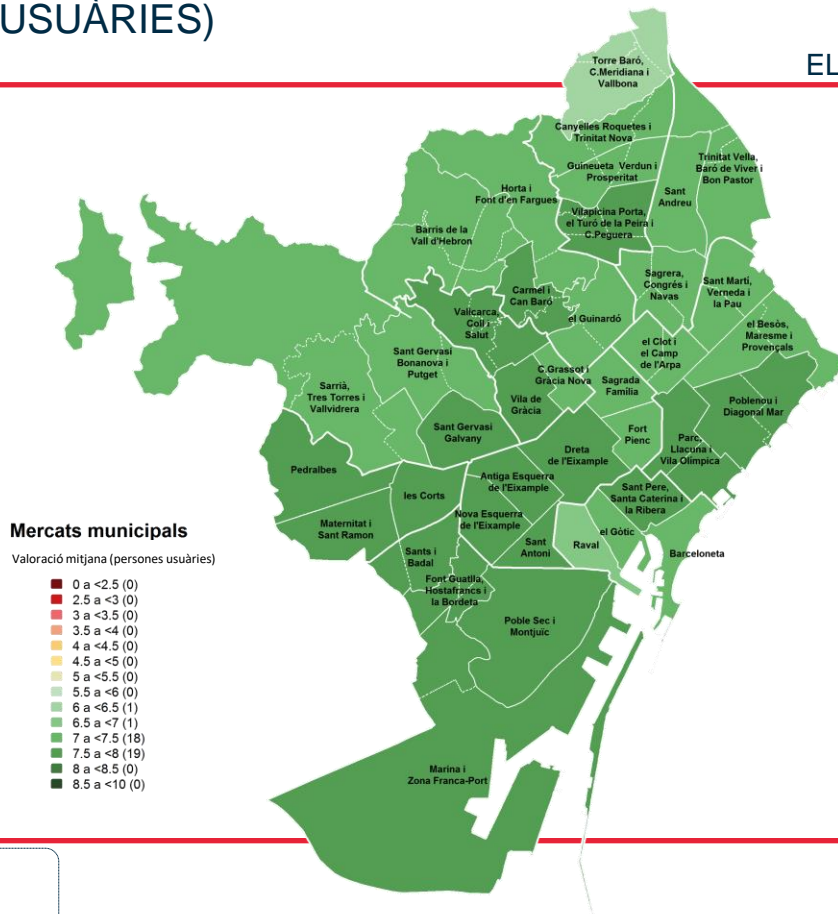 USUÀRIES)
EL
Torre Baró,
C.Meridiana i
Vallbona
Canyelles Roquetes i
Trinitat Nova
Guineueta Verdun i
Prosperitat
Trinitat Vella,
Baró de Viver i
Bon Pastor
Sant
Andreu
Horta i
Font d'en Fargues
Vilapicina Porta,
el Turó de la Peira i
C.Peguera
Barris de la
Vall d'Hebron
Sagrera,
Congrés i
Navas
Sant Martí,
Verneda i
la Pau
Carmel i
Can Baró
Vallcarca,
Coll i
Salut
el Guinardó
el Besòs,
Maresme i
Provençals
el Clot i
el Camp
de l'Arpa
Sant Gervasi
Bonanova i
Putget
C.Grassot i
Gràcia Nova
Sagrada
Família
Sarrià,
Tres Torres i
Vallvidrera
Vila de
Gràcia
Poblenou i
Diagonal Mar
Sant Gervasi
Galvany
Fort
Pienc
Parc,
Llacuna i
Vila Olímpica
Dreta
de l'Eixample
Pedralbes
Antiga Esquerra
de l'Eixample
Sant Pere,
Santa Caterina i
la Ribera
les Corts
Nova Esquerra
de l'Eixample
Maternitat i
Sant Ramon
el Gòtic
Sant
Antoni
Raval
Barceloneta
Sants i
Badal
Font Guatlla,
Hostafrancs i
la Bordeta
Poble Sec i
Montjuïc
Marina i
Zona Franca-Port
Mercats municipals
Valoració mitjana (persones usuàries)
0 a <2.5 (0)
2.5 a <3 (0)
3 a <3.5 (0)
3.5 a <4 (0)
4 a <4.5 (0)
4.5 a <5 (0)
5 a <5.5 (0)
5.5 a <6 (0)
6 a <6.5 (1)
6.5 a <7 (1)
7 a <7.5 (18)
7.5 a <8 (19)
8 a <8.5 (0)
8.5 a <10 (0)